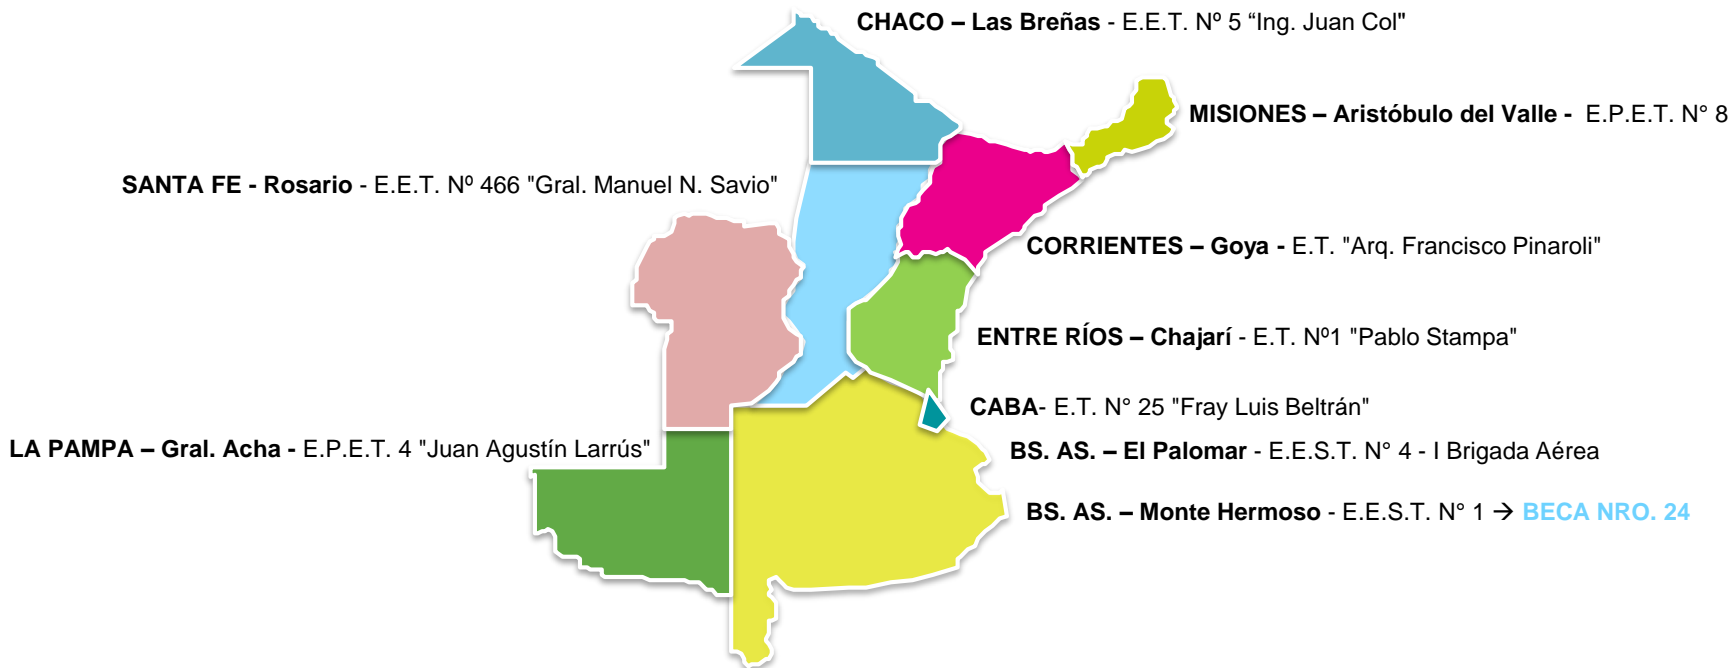 CHACO – Las Breñas - E.E.T. Nº 5 “Ing. Juan Col"
MISIONES – Aristóbulo del Valle - E.P.E.T. N° 8
SANTA FE - Rosario - E.E.T. Nº 466 "Gral. Manuel N. Savio"
CORRIENTES – Goya - E.T. "Arq. Francisco Pinaroli"
ENTRE RÍOS – Chajarí - E.T. Nº1 "Pablo Stampa"
CABA- E.T. N° 25 "Fray Luis Beltrán"
LA PAMPA – Gral. Acha - E.P.E.T. 4 "Juan Agustín Larrús"
BS. AS. – El Palomar - E.E.S.T. N° 4 - I Brigada Aérea
BS. AS. – Monte Hermoso - E.E.S.T. N° 1 → BECA NRO. 24